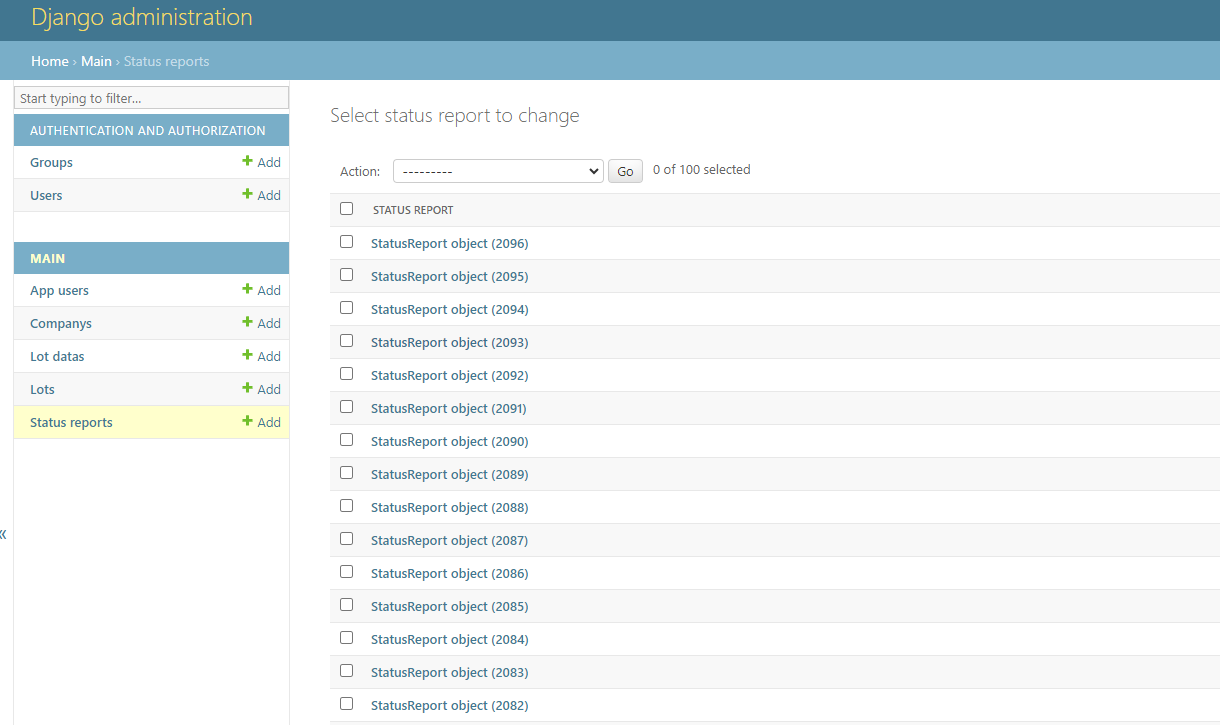 Django administration
Home › Main › Status reports
Start typing to filter...
AUTHENTICATION AND AUTHORIZATION
Groups + Add
Users + Add
MAIN
App users + Add
Companys + Add
Lot datas + Add
Lots + Add
Status reports + Add
«
Select status report to change
Action: --------- Go 0 of 100 selected
STATUS REPORT
StatusReport object (2096)
StatusReport object (2095)
StatusReport object (2094)
StatusReport object (2093)
StatusReport object (2092)
StatusReport object (2091)
StatusReport object (2090)
StatusReport object (2089)
StatusReport object (2088)
StatusReport object (2087)
StatusReport object (2086)
StatusReport object (2085)
StatusReport object (2084)
StatusReport object (2083)
StatusReport object (2082)